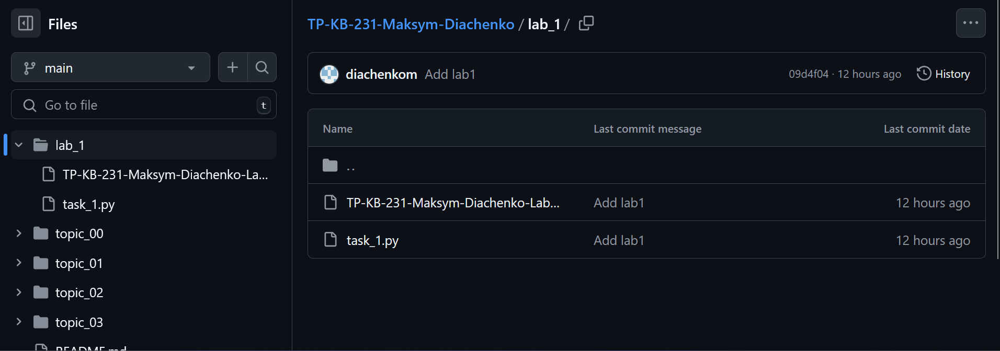 Files
main
Go to file
t
lab_1
TP-KB-231-Maksym-Diachenko-La...
task_1.py
topic_00
topic_01
topic_02
topic_03
README.md
TP-KB-231-Maksym-Diachenko / lab_1 /
diachenkom Add lab1 09d4f04 · 12 hours ago History
Name Last commit message Last commit date
..
TP-KB-231-Maksym-Diachenko-Lab... Add lab1 12 hours ago
task_1.py Add lab1 12 hours ago